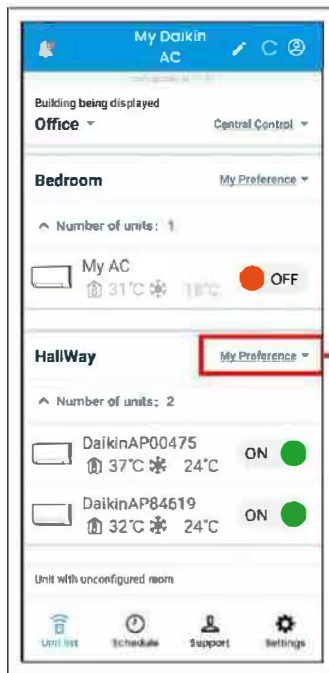 My Daikin
AC
Building being displayed
Office
Central Control
Bedroom
My Preference
Number of units: 1
My AC
31°C 18°C
OFF
HallWay
My Preference
Number of units: 2
DaikinAP00475
37°C 24°C
ON
DaikinAP84619
32°C 24°C
ON
Unit with unconfigured room
Unit list
Schedule
Support
Settings